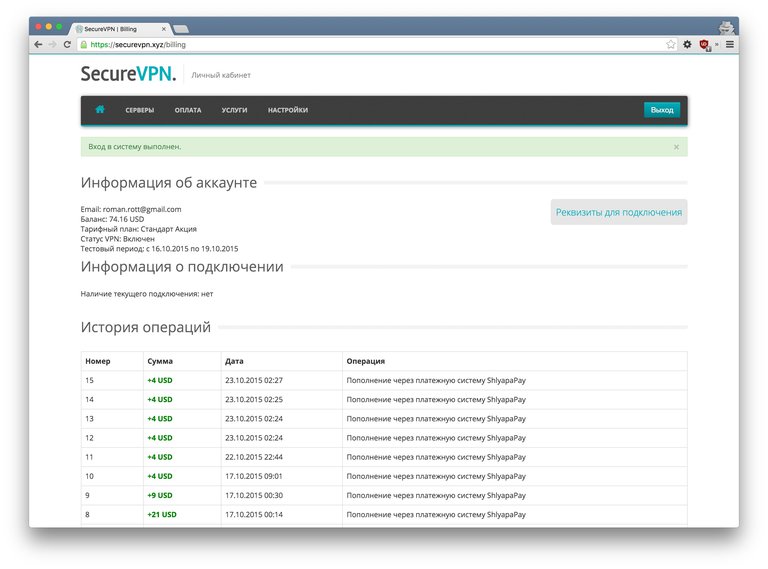 SecureVPN | Billing
https://securevpn.xyz/billing
SecureVPN.
Личный кабинет
СЕРВЕРЫ ОПЛАТА УСЛУГИ НАСТРОЙКИ Выход
Вход в систему выполнен.
Информация об аккаунте
Email: roman.rott@gmail.com
Баланс: 74.16 USD
Тарифный план: Стандарт Акция
Статус VPN: Включен
Тестовый период: с 16.10.2015 по 19.10.2015
Реквизиты для подключения
Информация о подключении
Наличие текущего подключения: нет
История операций
Номер Сумма Дата Операция
15 +4 USD 23.10.2015 02:27 Пополнение через платежную систему ShlyapaPay
14 +4 USD 23.10.2015 02:25 Пополнение через платежную систему ShlyapaPay
13 +4 USD 23.10.2015 02:24 Пополнение через платежную систему ShlyapaPay
12 +4 USD 23.10.2015 02:24 Пополнение через платежную систему ShlyapaPay
11 +4 USD 22.10.2015 22:44 Пополнение через платежную систему ShlyapaPay
10 +4 USD 17.10.2015 09:01 Пополнение через платежную систему ShlyapaPay
9 +9 USD 17.10.2015 00:30 Пополнение через платежную систему ShlyapaPay
8 +21 USD 17.10.2015 00:14 Пополнение через платежную систему ShlyapaPay